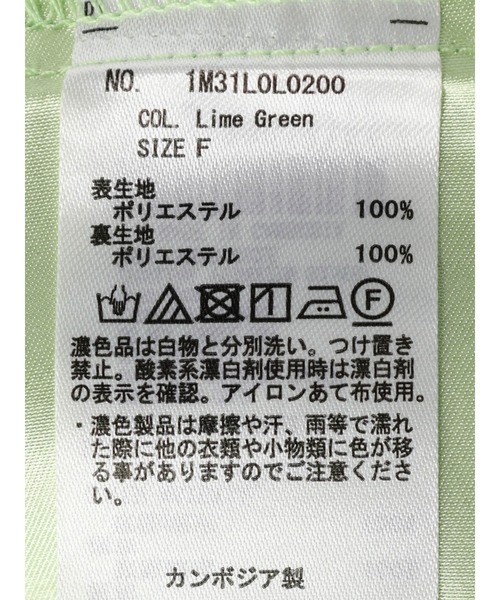 NO. 1M31L0L0200
COL. Lime Green
SIZE F
表生地
ポリエステル 100%
裏生地
ポリエステル 100%
F
濃色品は白物と分別洗い。つけ置き
禁止。酸素系漂白剤使用時は漂白剤
の表示を確認。アイロンあて布使用。
・濃色製品は摩擦や汗、雨等で濡れ
た際に他の衣類や小物類に色が移
る事がありますのでご注意くださ
い。
カンボジア製